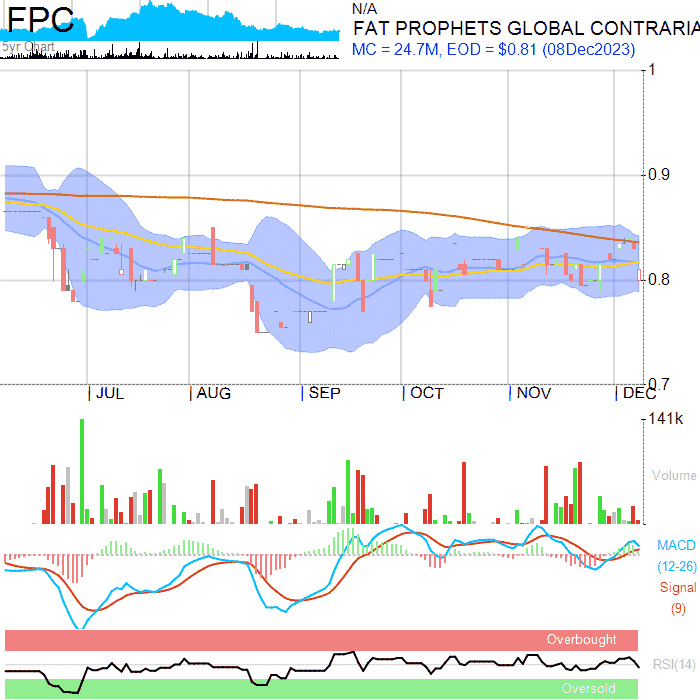 FPC
5yr Chart
N/A
FAT PROPHETS GLOBAL CONTRARIA
MC = 24.7M, EOD = $0.81 (08Dec2023)
1
0.9
0.8
0.7
JUL AUG SEP OCT NOV DEC
141k
Volume
MACD
(12-26)
Signal
(9)
Overbought
RSI(14)
Oversold